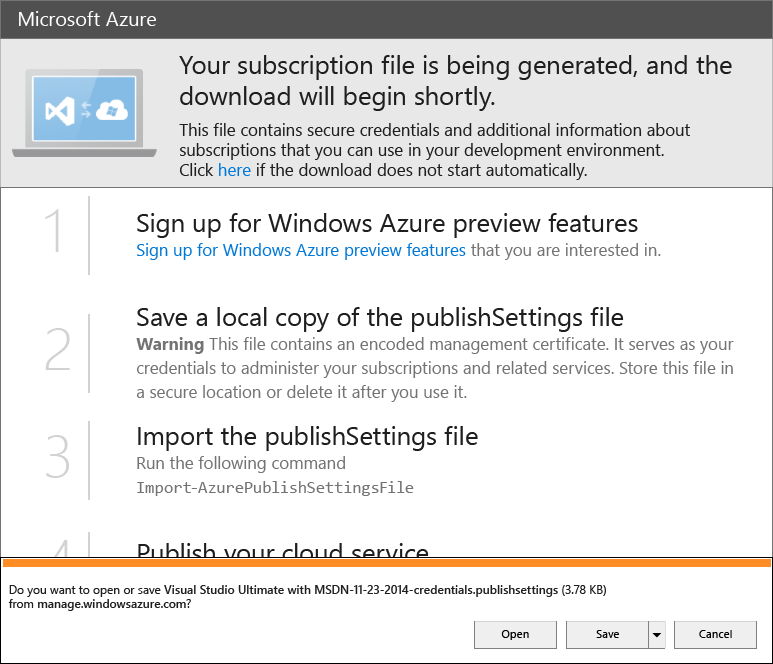 Microsoft Azure
Your subscription file is being generated, and the
download will begin shortly.
This file contains secure credentials and additional information about
subscriptions that you can use in your development environment.
Click here if the download does not start automatically.
1
Sign up for Windows Azure preview features
Sign up for Windows Azure preview features that you are interested in.
2
Save a local copy of the publishSettings file
Warning This file contains an encoded management certificate. It serves as your
credentials to administer your subscriptions and related services. Store this file in
a secure location or delete it after you use it.
3
Import the publishSettings file
Run the following command
Import-AzurePublishSettingsFile
4
Publish your cloud service
Do you want to open or save Visual Studio Ultimate with MSDN-11-23-2014-credentials.publishsettings (3.78 KB)
from manage.windowsazure.com?
Open
Save
Cancel